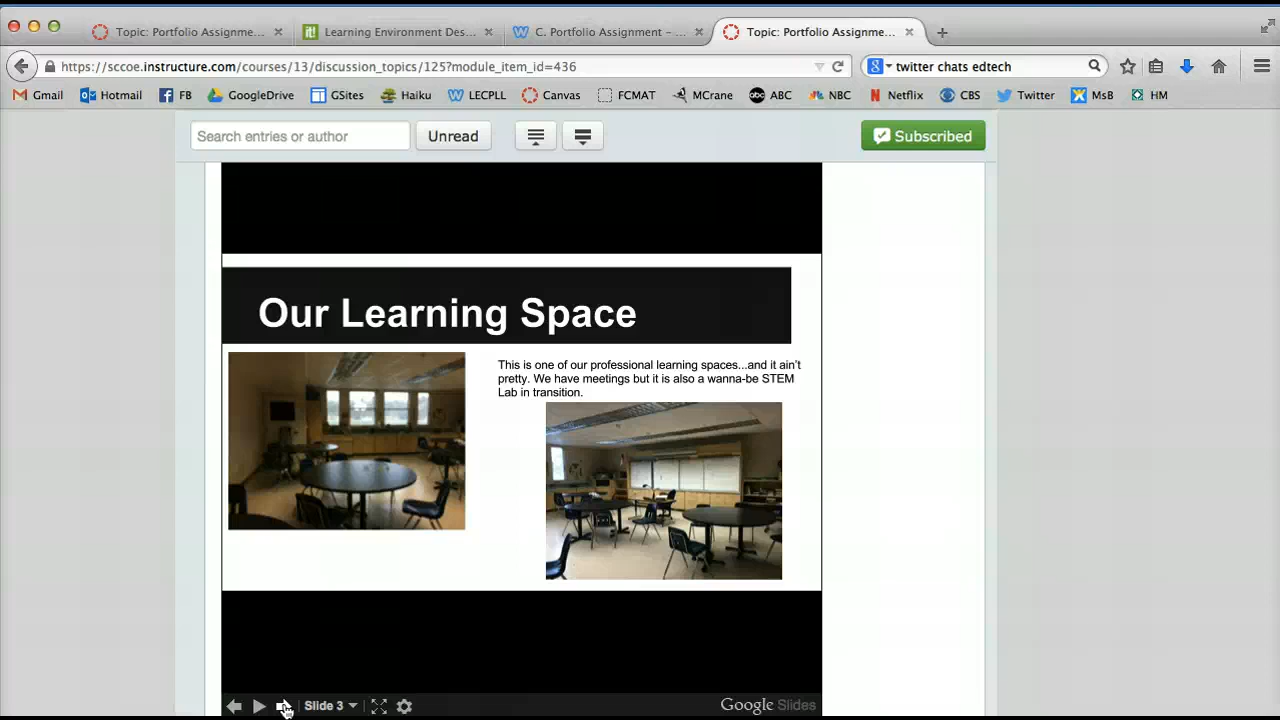 Topic: Portfolio Assignme...
it! Learning Environment Des...
W C. Portfolio Assignment – ...
Topic: Portfolio Assignme...
https://sccoe.instructure.com/courses/13/discussion_topics/125?module_item_id=436
8 twitter chats edtech
Gmail Hotmail FB GoogleDrive GSites Haiku LECPLL Canvas FCMAT MCrane abc ABC NBC Netflix CBS Twitter MsB HM
Search entries or author Unread Subscribed
Our Learning Space
This is one of our professional learning spaces...and it ain't
pretty. We have meetings but it is also a wanna-be STEM
Lab in transition.
Slide 3 Google Slides